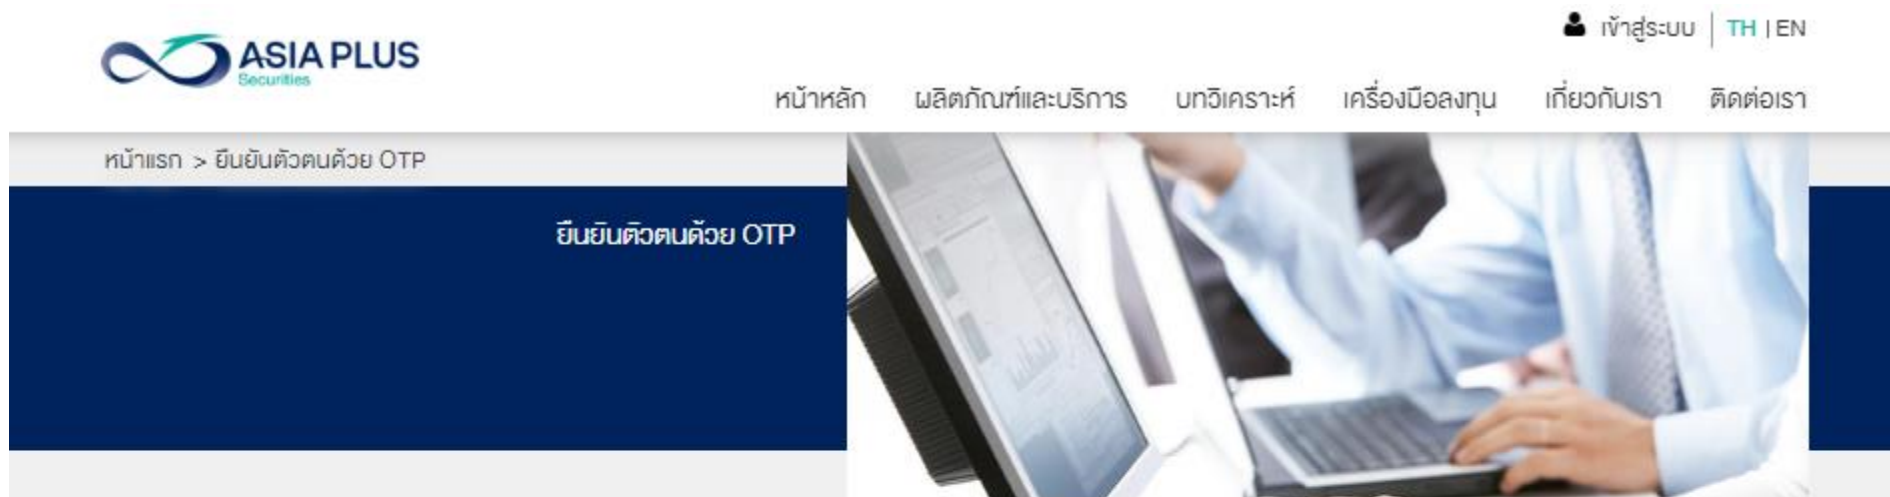 ASIA PLUS
Securities
เข้าสู่ระบบ | TH | EN
หน้าหลัก ผลิตภัณฑ์และบริการ บทวิเคราะห์ เครื่องมือลงทุน เกี่ยวกับเรา ติดต่อเรา
หน้าแรก > ยืนยันตัวตนด้วย OTP
ยืนยันตัวตนด้วย OTP